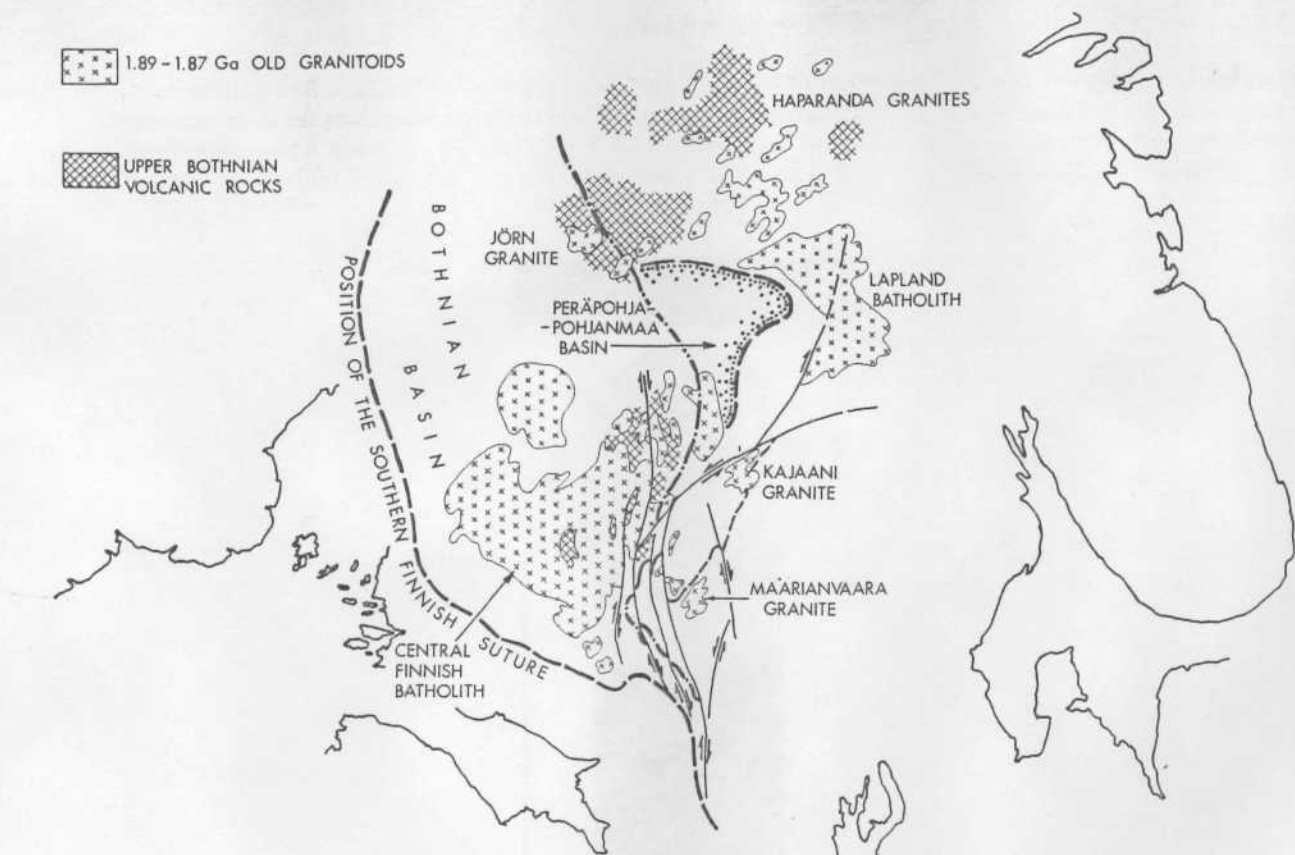 1.89 – 1.87 Ga OLD GRANITOIDS
UPPER BOTHNIAN
VOLCANIC ROCKS
HAPARANDA GRANITES
BOTHNIAN
BASIN
JÖRN
GRANITE
LAPLAND
BATHOLITH
PERÄPOHJA-
-POHJANMAA
BASIN
POSITION OF THE SOUTHERN FINNISH SUTURE
KAJAANI
GRANITE
MAÄRIANVAARA
GRANITE
CENTRAL
FINNISH
BATHOLITH